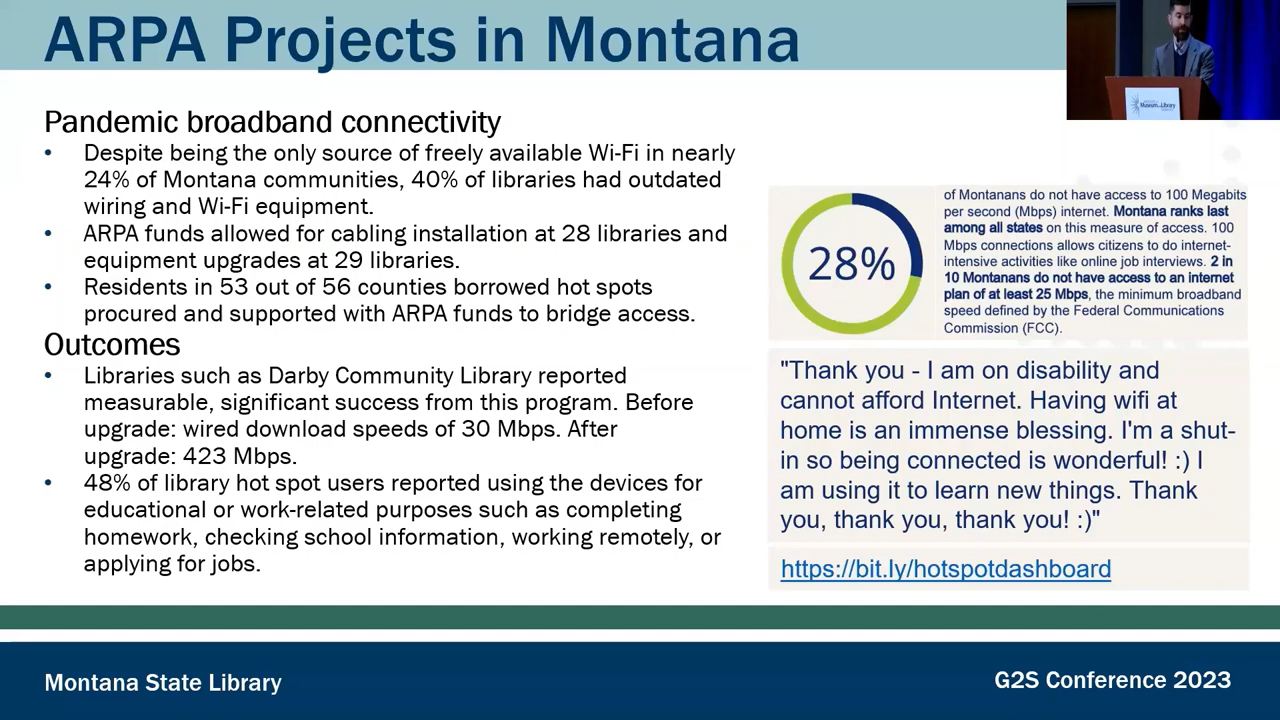 ARPA Projects in Montana
Museum and Library
Pandemic broadband connectivity
• Despite being the only source of freely available Wi-Fi in nearly
24% of Montana communities, 40% of libraries had outdated
wiring and Wi-Fi equipment.
• ARPA funds allowed for cabling installation at 28 libraries and
equipment upgrades at 29 libraries.
• Residents in 53 out of 56 counties borrowed hot spots
procured and supported with ARPA funds to bridge access.
Outcomes
• Libraries such as Darby Community Library reported
measurable, significant success from this program. Before
upgrade: wired download speeds of 30 Mbps. After
upgrade: 423 Mbps.
• 48% of library hot spot users reported using the devices for
educational or work-related purposes such as completing
homework, checking school information, working remotely, or
applying for jobs.
28%
of Montanans do not have access to 100 Megabits
per second (Mbps) internet. Montana ranks last
among all states on this measure of access. 100
Mbps connections allows citizens to do internet-
intensive activities like online job interviews. 2 in
10 Montanans do not have access to an internet
plan of at least 25 Mbps, the minimum broadband
speed defined by the Federal Communications
Commission (FCC).
"Thank you - I am on disability and
cannot afford Internet. Having wifi at
home is an immense blessing. I'm a shut-
in so being connected is wonderful! :) I
am using it to learn new things. Thank
you, thank you, thank you! :)"
https://bit.ly/hotspotdashboard
Montana State Library
G2S Conference 2023